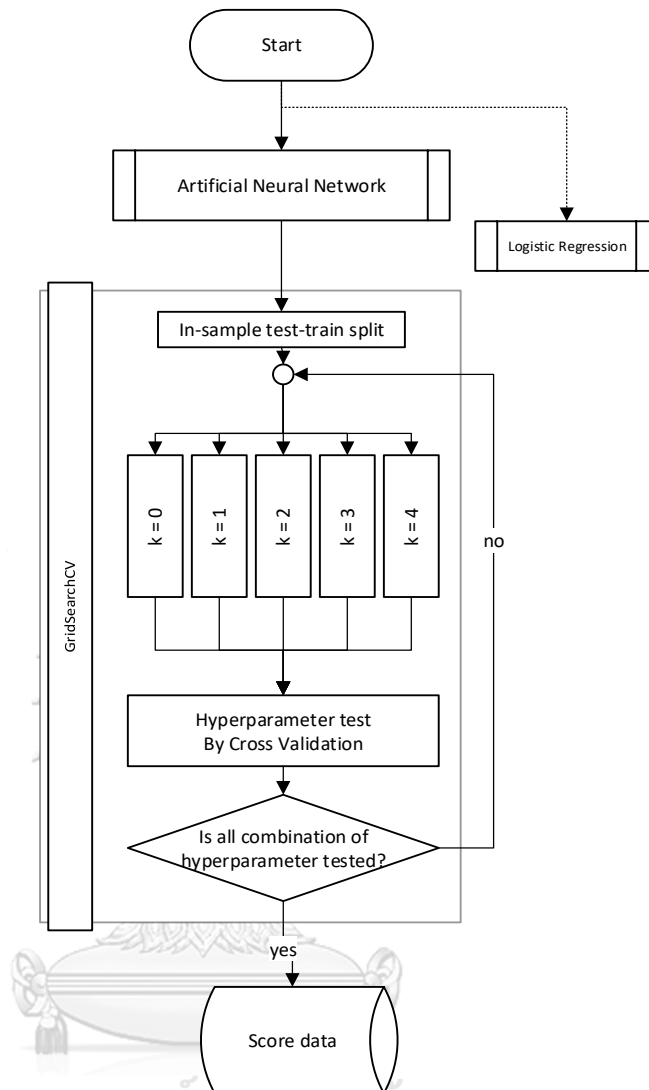 Start
Artificial Neural Network
Logistic Regression
GridSearchCV
In-sample test-train split
k = 0
k = 1
k = 2
k = 3
k = 4
no
Hyperparameter test
By Cross Validation
Is all combination of
hyperparameter tested?
yes
Score data